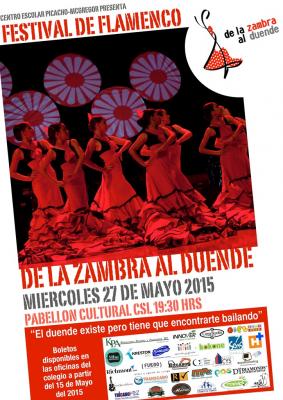 CENTRO ESCOLAR PICACHO-MCGREGOR PRESENTA
FESTIVAL DE FLAMENCO
de la zambra
al duende
DE LA ZAMBRA AL DUENDE
MIERCOLES 27 DE MAYO 2015
PABELLON CULTURAL CSL 19:30 HRS
"El duende existe pero tiene que encontrarte bailando"
Boletos
disponibles en
las oficinas del
colegio a partir
del 15 de Mayo
del 2015
KRESTOR